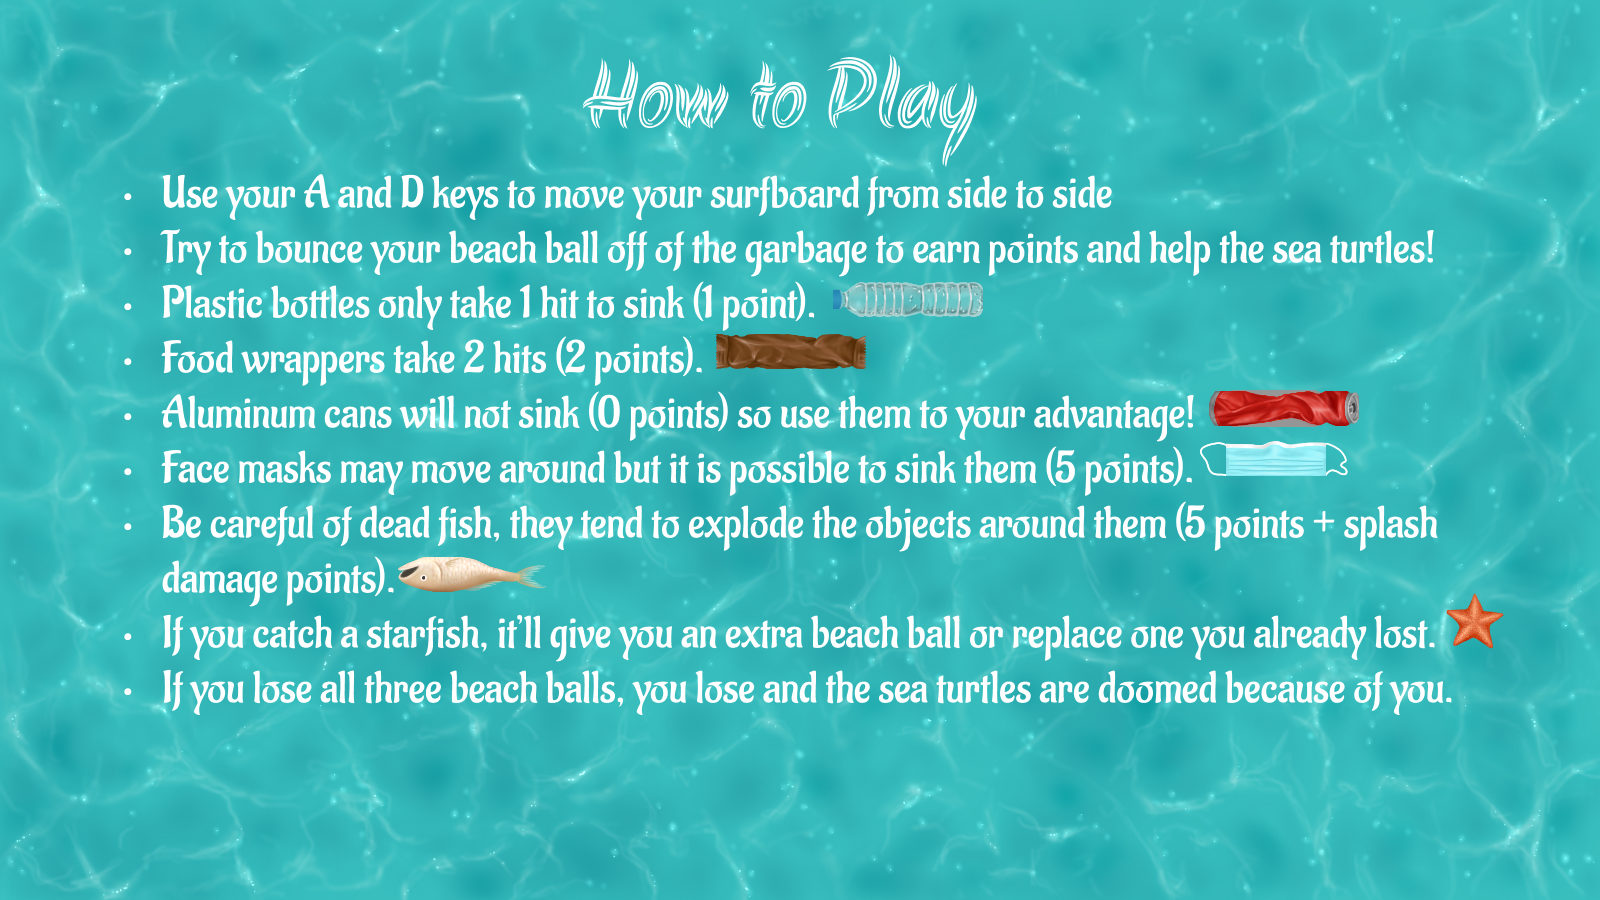 How to Play
• Use your A and D keys to move your surfboard from side to side
• Try to bounce your beach ball off of the garbage to earn points and help the sea turtles!
• Plastic bottles only take 1 hit to sink (1 point).
• Food wrappers take 2 hits (2 points).
• Aluminum cans will not sink (0 points) so use them to your advantage!
• Face masks may move around but it is possible to sink them (5 points).
• Be careful of dead fish, they tend to explode the objects around them (5 points + splash
damage points).
• If you catch a starfish, it'll give you an extra beach ball or replace one you already lost.
• If you lose all three beach balls, you lose and the sea turtles are doomed because of you.